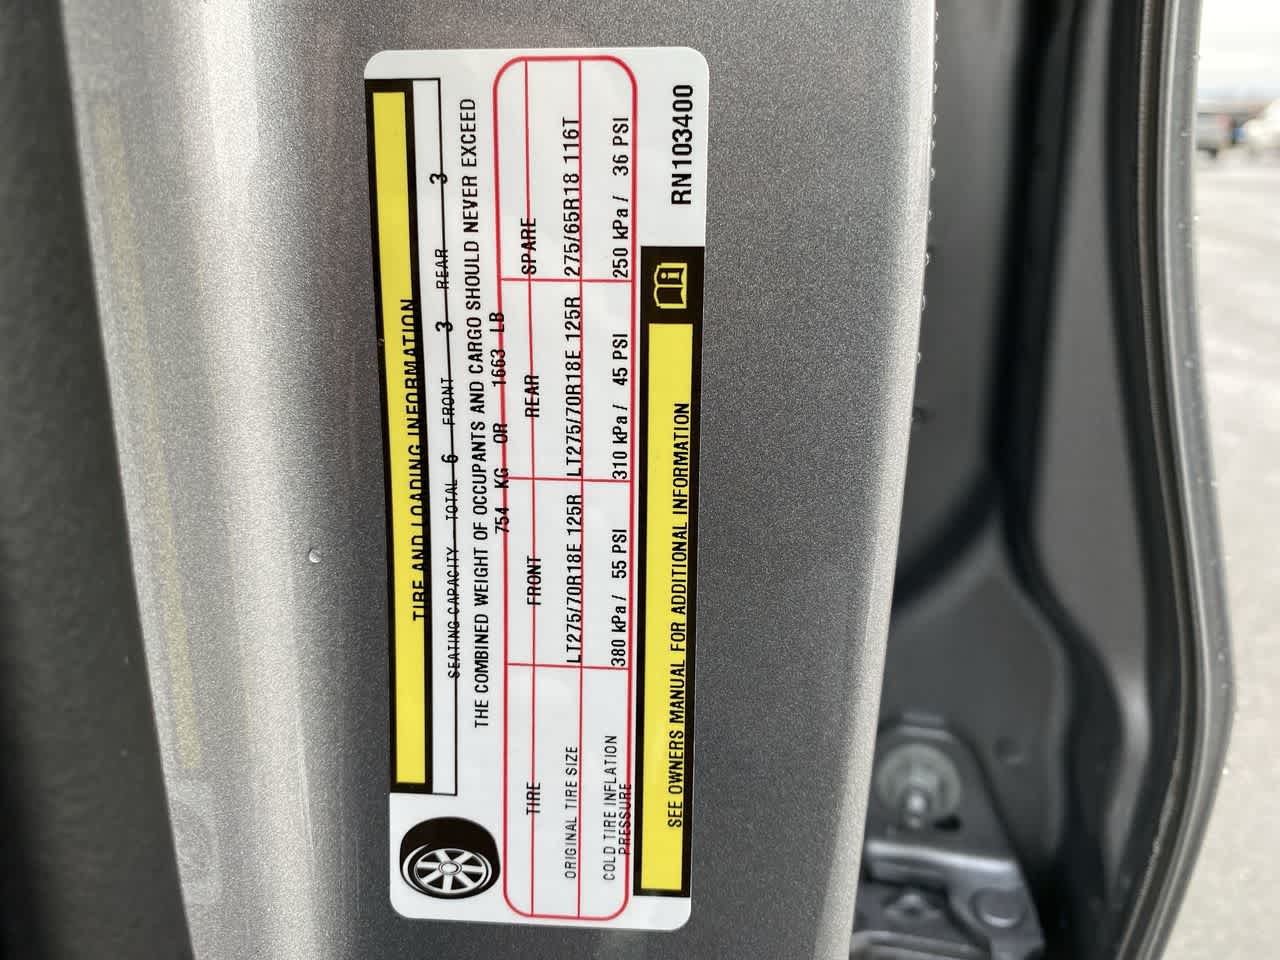 TIRE AND LOADING INFORMATION
SEATING CAPACITY TOTAL 6 FRONT 3 REAR 3
THE COMBINED WEIGHT OF OCCUPANTS AND CARGO SHOULD NEVER EXCEED
754 KG OR 1663 LB
TIRE FRONT REAR SPARE
ORIGINAL TIRE SIZE LT275/70R18E 125R LT275/70R18E 125R 275/65R18 116T
COLD TIRE INFLATION PRESSURE 380 kPa / 55 PSI 310 kPa / 45 PSI 250 kPa / 36 PSI
SEE OWNERS MANUAL FOR ADDITIONAL INFORMATION
RN103400